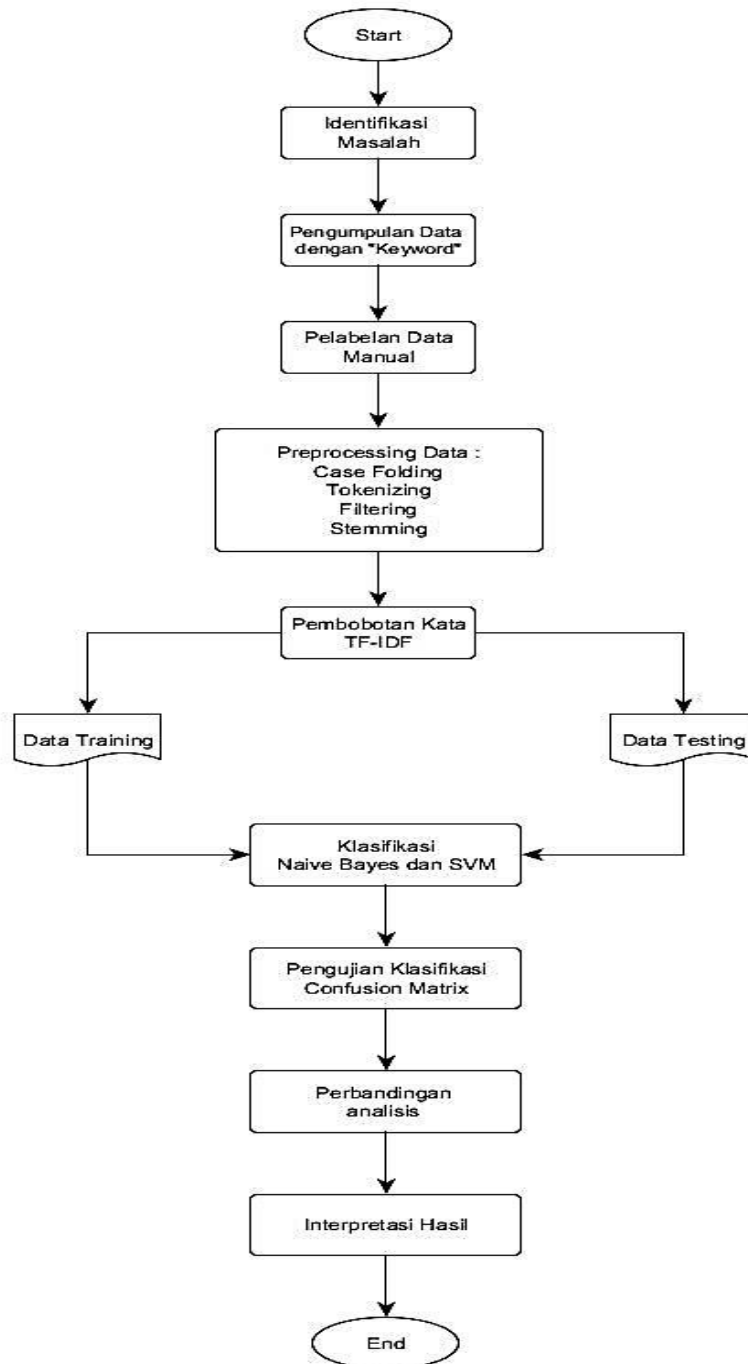 Start
Identifikasi
Masalah
Pengumpulan Data
dengan "Keyword"
Pelabelan Data
Manual
Preprocessing Data :
Case Folding
Tokenizing
Filtering
Stemming
Pembobotan Kata
TF-IDF
Data Training
Data Testing
Klasifikasi
Naive Bayes dan SVM
Pengujian Klasifikasi
Confusion Matrix
Perbandingan
analisis
Interpretasi Hasil
End